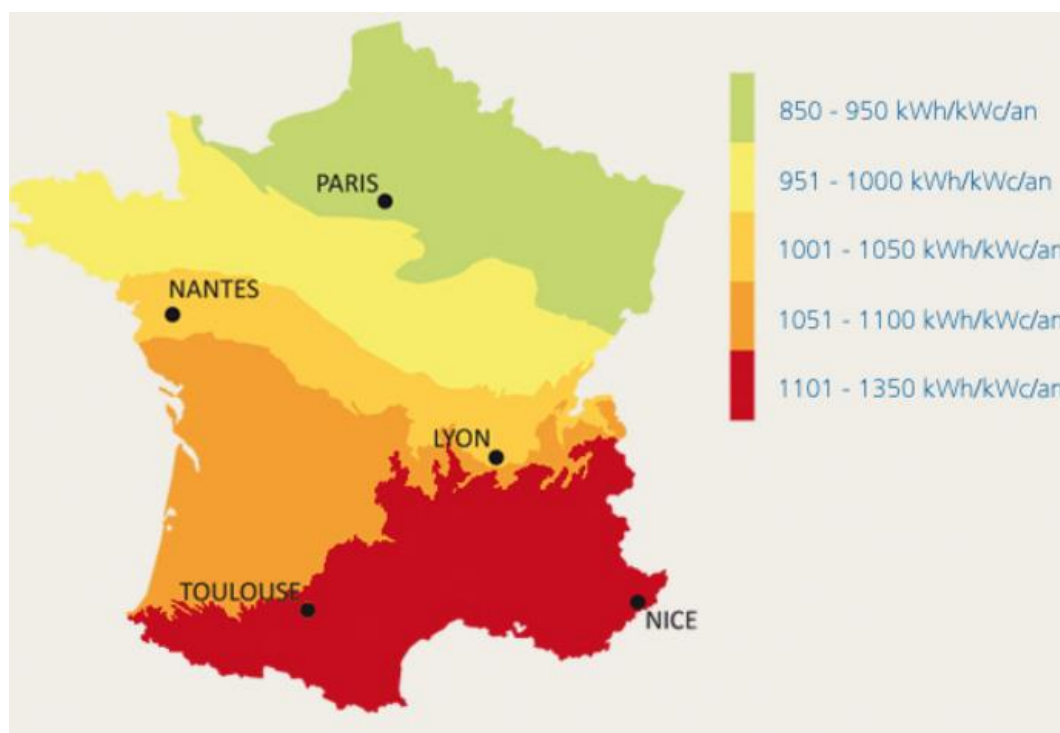 850 - 950 kWh/kWc/an
951 - 1000 kWh/kWc/an
1001 - 1050 kWh/kWc/an
1051 - 1100 kWh/kWc/an
1101 - 1350 kWh/kWc/an
PARIS
NANTES
LYON
TOULOUSE
NICE